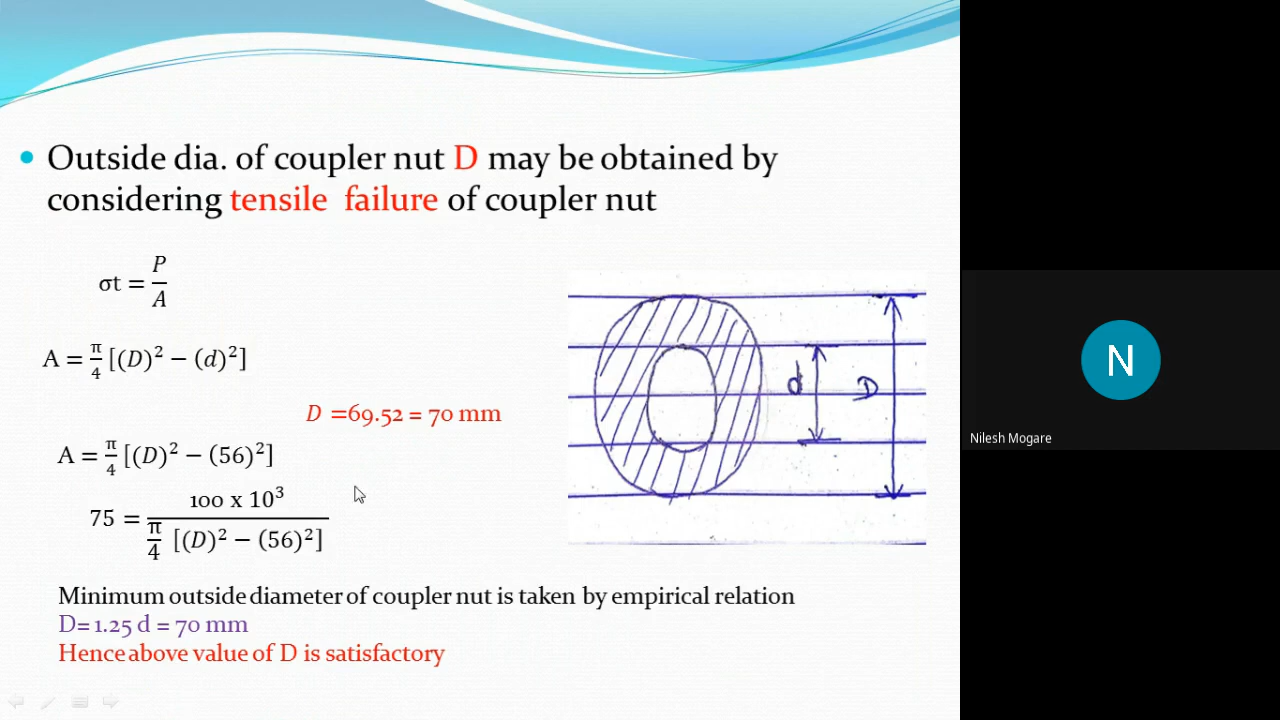 Outside dia. of coupler nut D may be obtained by
considering tensile failure of coupler nut
σt = P/A
A = π/4 [(D)² − (d)²]
D =69.52 = 70 mm
A = π/4 [(D)² − (56)²]
75 = 100 x 10³ / π/4 [(D)² − (56)²]
d
D
Minimum outside diameter of coupler nut is taken by empirical relation
D= 1.25 d = 70 mm
Hence above value of D is satisfactory
N
Nilesh Mogare